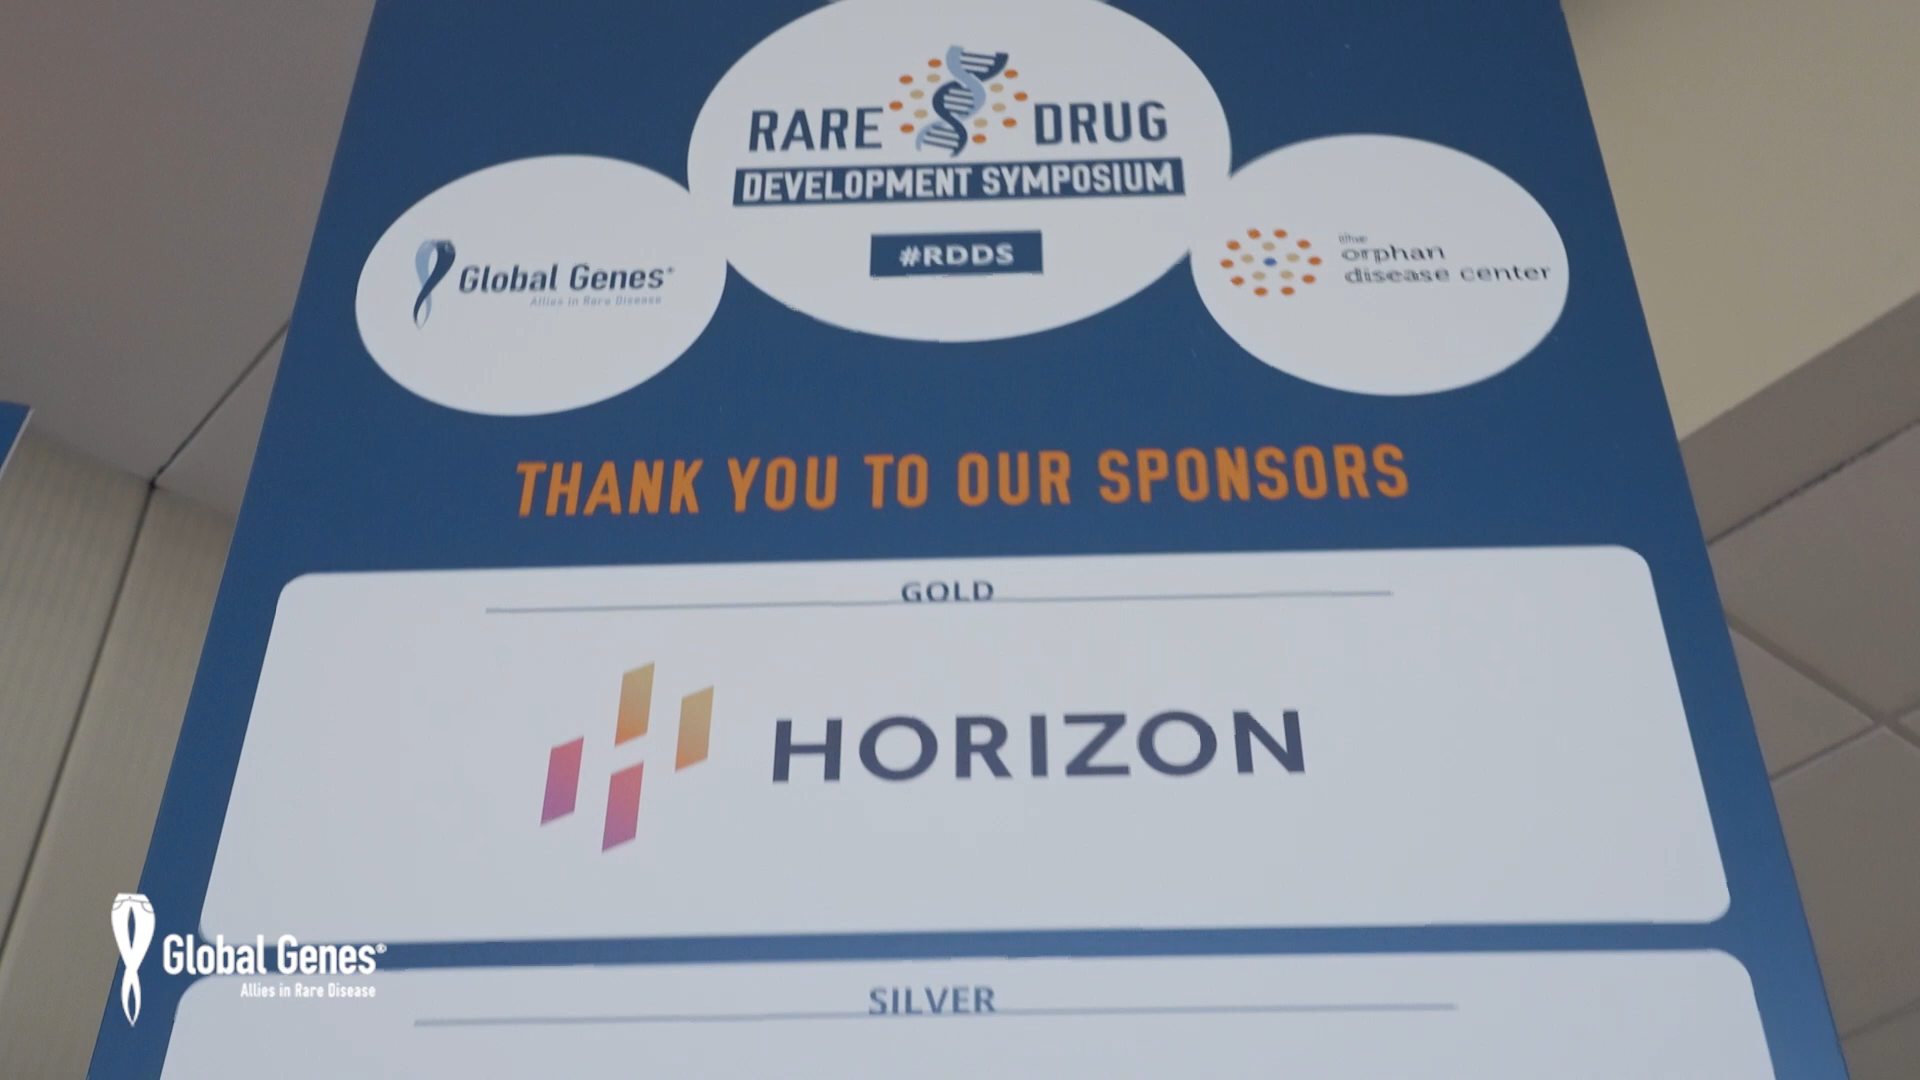 RARE DRUG
DEVELOPMENT SYMPOSIUM
#RDDS
Global Genes®
Allies in Rare Disease
the
orphan
disease center
THANK YOU TO OUR SPONSORS
GOLD
HORIZON
SILVER
Global Genes®
Allies in Rare Disease